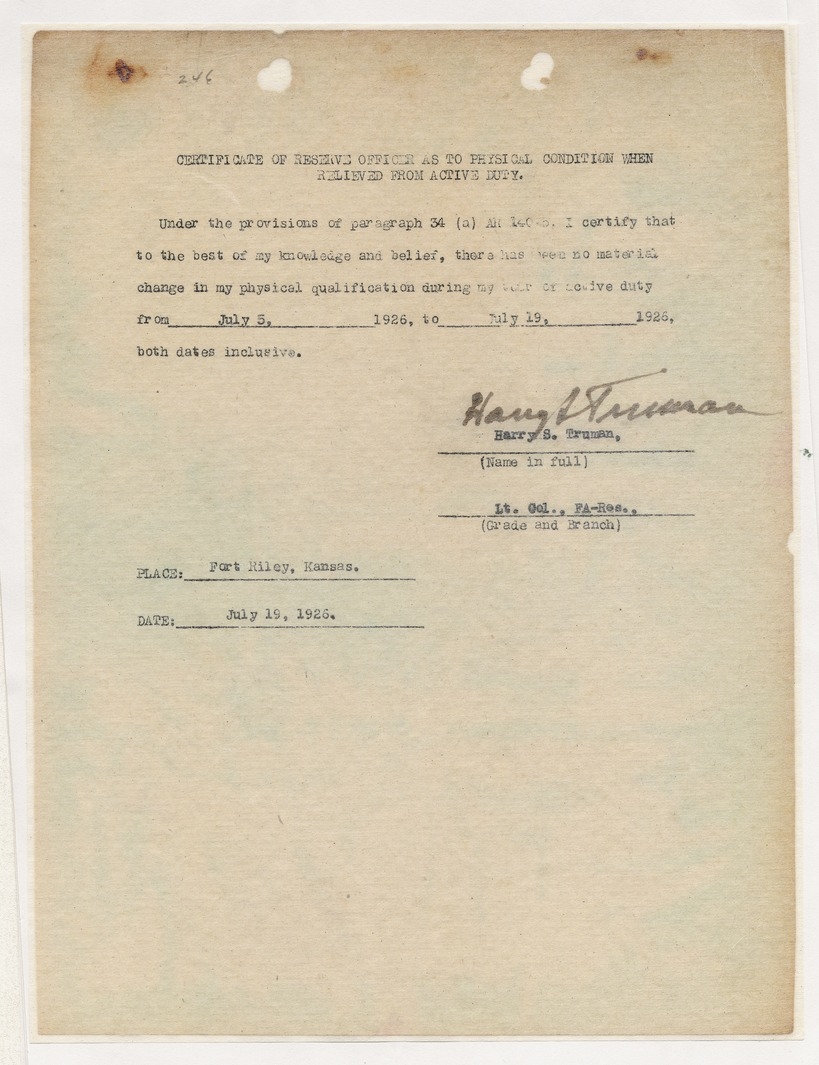 246
CERTIFICATE OF RESERVE OFFICER AS TO PHYSICAL CONDITION WHEN
RELIEVED FROM ACTIVE DUTY.
Under the provisions of paragraph 34 (a) AR I certify that
to the best of my knowledge and belief, there has been no material
change in my physical qualification during my tour of active duty
from July 5, 1926, to July 19, 1926,
both dates inclusive.
Harry S Truman
Harry S. Truman,
(Name in full)
Lt. Col., FA-Res.,
(Grade and Branch)
PLACE: Fort Riley, Kansas.
DATE: July 19, 1926.